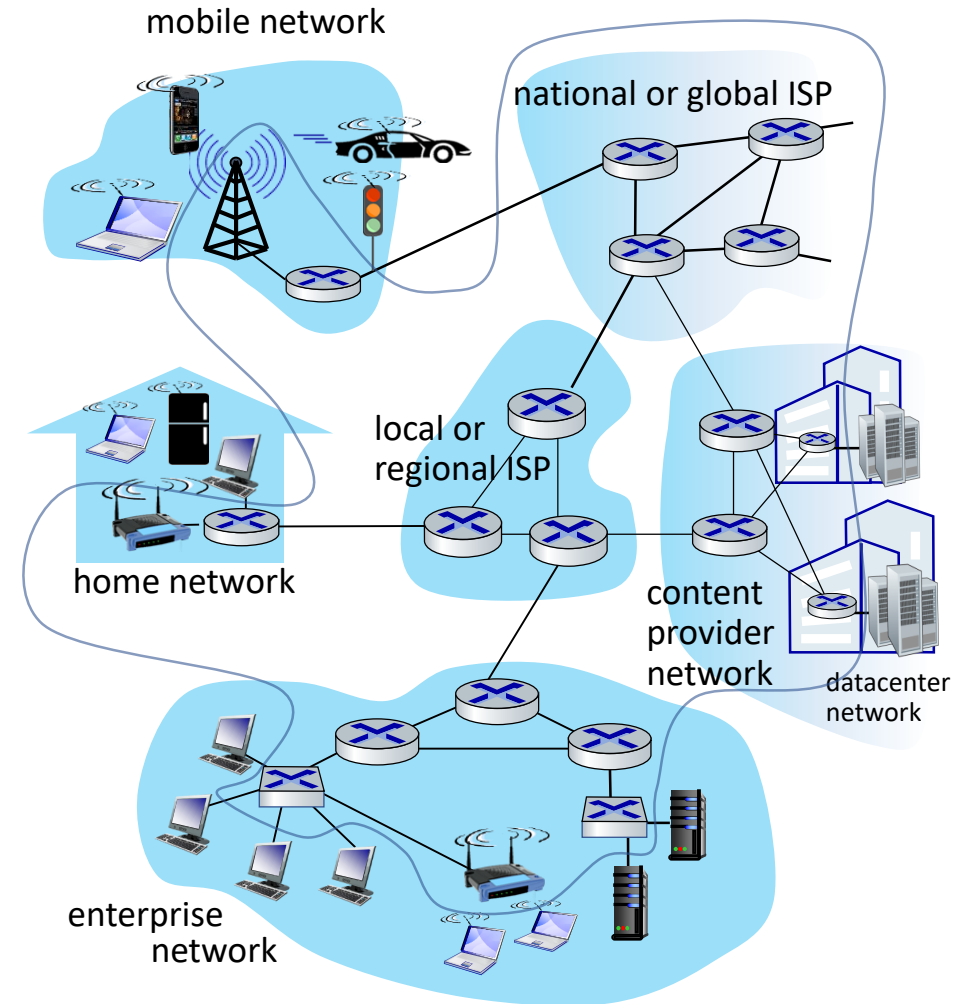 mobile network
national or global ISP
local or
regional ISP
home network
content
provider
network
datacenter
network
enterprise
network